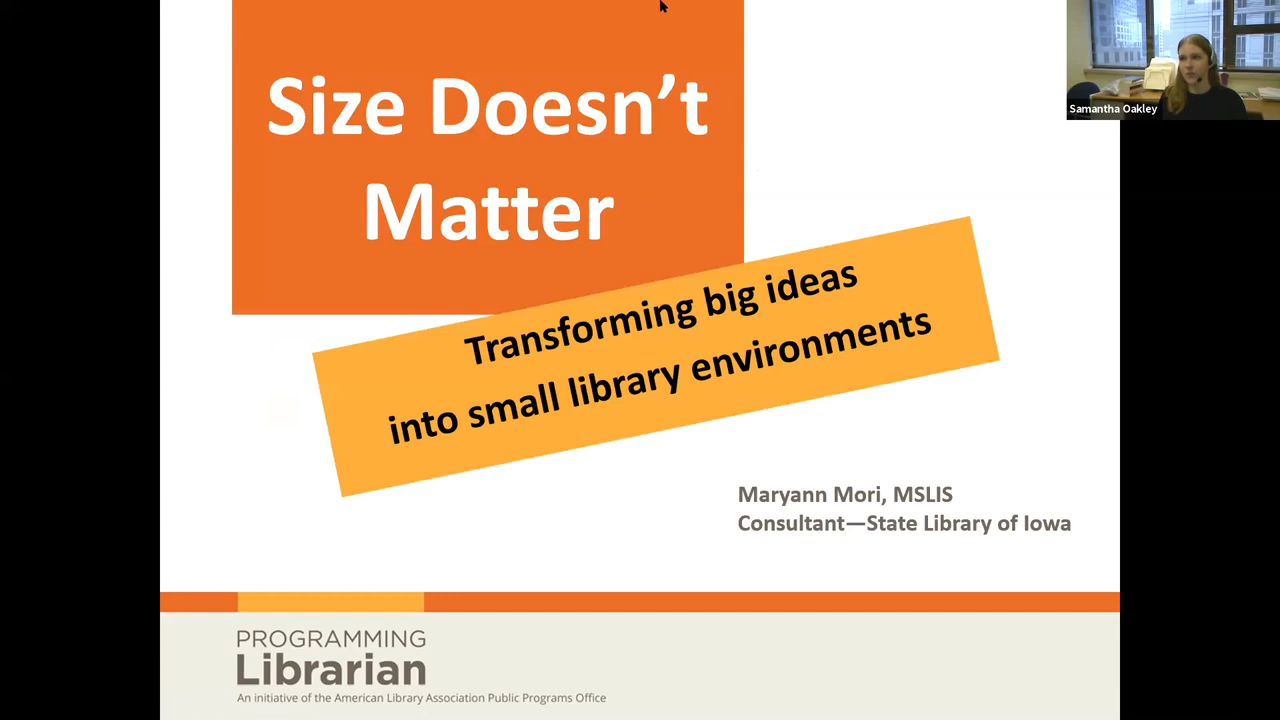 Size Doesn’t
Matter
Samantha Oakley
Transforming big ideas
into small library environments
Maryann Mori, MSLIS
Consultant—State Library of Iowa
PROGRAMMING
Librarian
An initiative of the American Library Association Public Programs Office